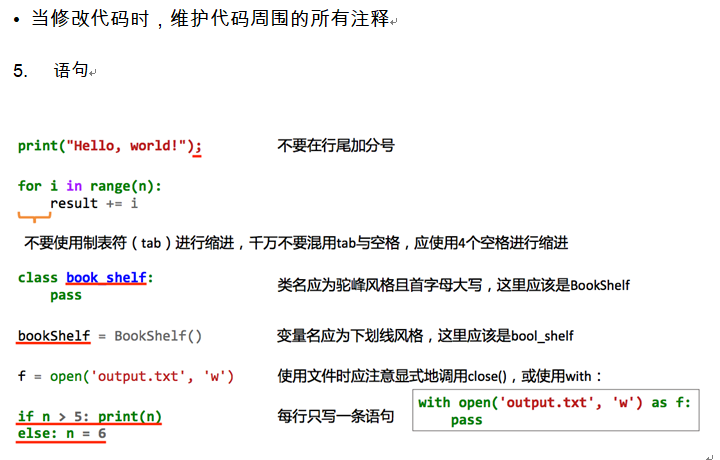 • 当修改代码时，维护代码周围的所有注释↵
5. 语句↵
print("Hello, world!"); 不要在行尾加分号
for i in range(n):
    result += i
不要使用制表符（tab）进行缩进，千万不要混用tab与空格，应使用4个空格进行缩进
class book_shelf: 类名应为驼峰风格且首字母大写，这里应该是BookShelf
    pass
bookShelf = BookShelf() 变量名应为下划线风格，这里应该是bool_shelf
f = open('output.txt', 'w') 使用文件时应注意显式地调用close()，或使用with：
if n > 5: print(n) 每行只写一条语句
else: n = 6
with open('output.txt', 'w') as f:
    pass
↵